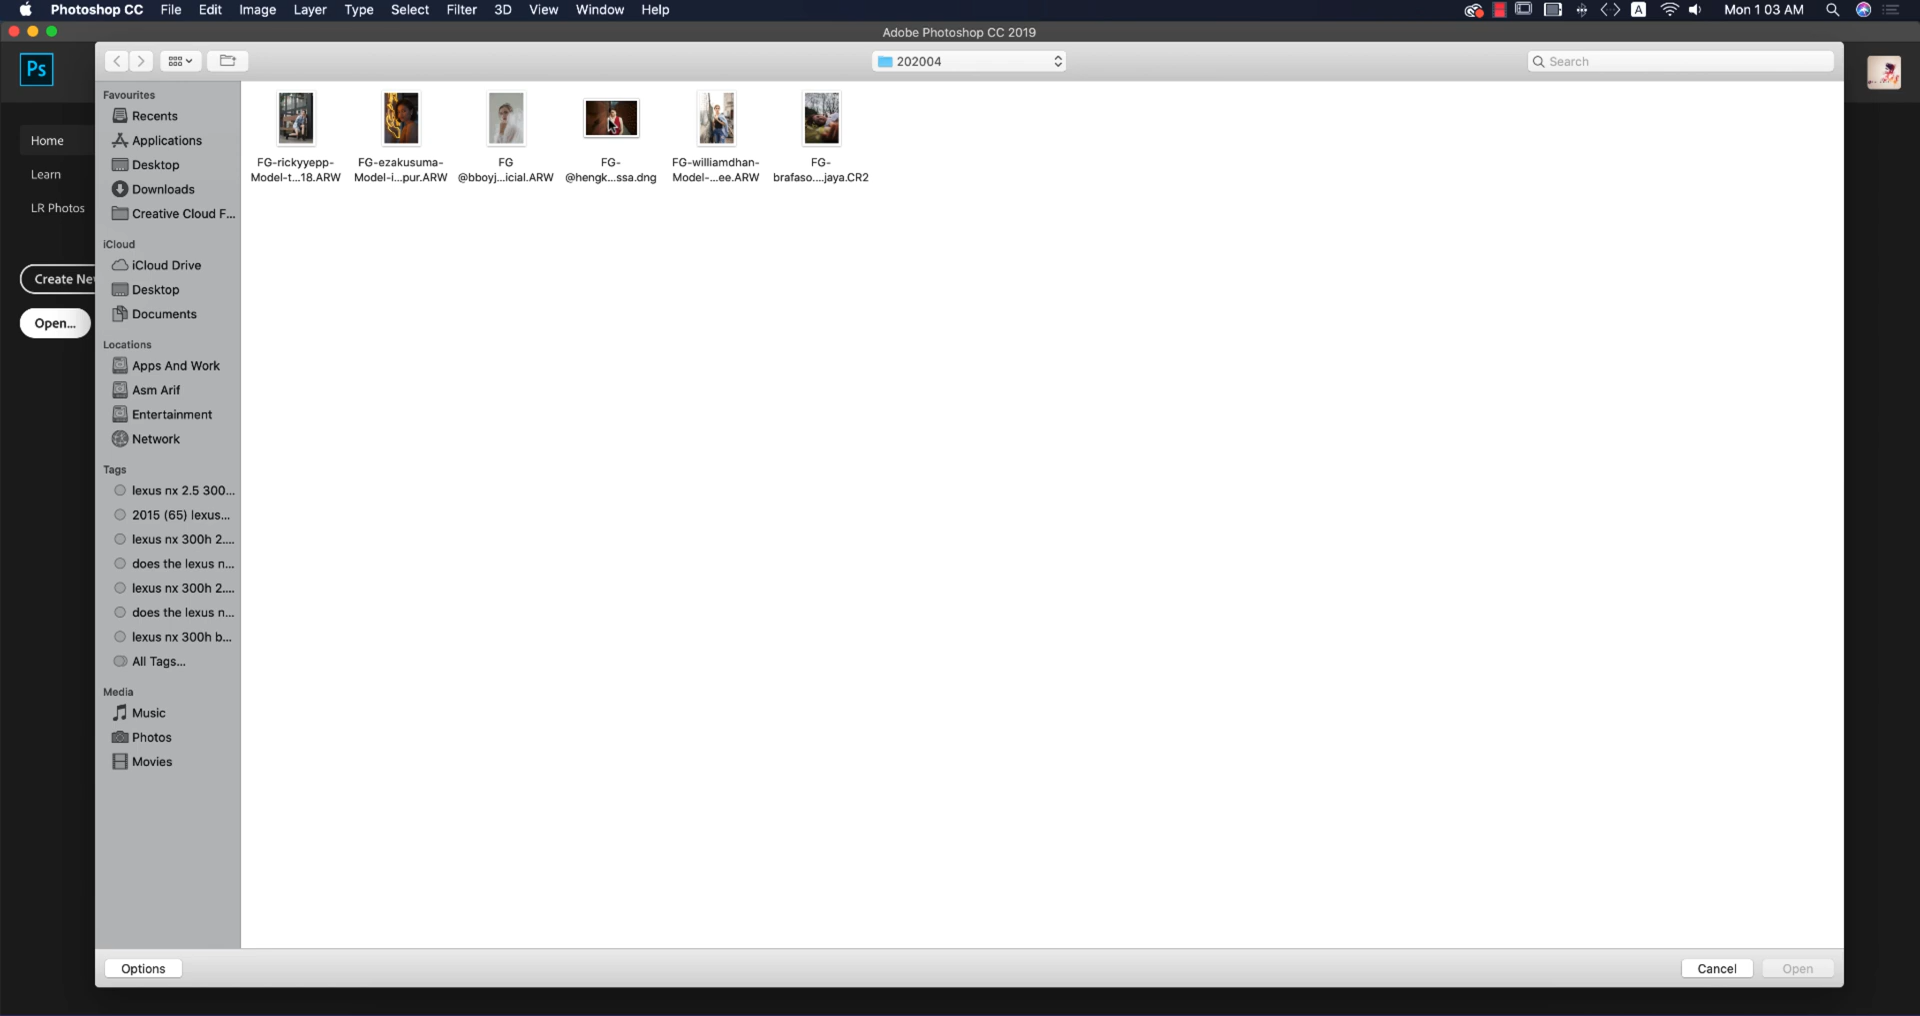 Photoshop CC File Edit Image Layer Type Select Filter 3D View Window Help A Mon 1 03 AM
Adobe Photoshop CC 2019
Ps
202004
Search
Home
Learn
LR Photos
Create Ne
Open...
Favourites
Recents
Applications
Desktop
Downloads
Creative Cloud F...
iCloud
iCloud Drive
Desktop
Documents
Locations
Apps And Work
Asm Arif
Entertainment
Network
Tags
lexus nx 2.5 300...
2015 (65) lexus...
lexus nx 300h 2....
does the lexus n...
lexus nx 300h 2....
does the lexus n...
lexus nx 300h b...
All Tags...
Media
Music
Photos
Movies
FG-rickyyepp-
Model-t...18.ARW
FG-ezakusuma-
Model-i...pur.ARW
FG
@bboyj...icial.ARW
FG-
@hengk...ssa.dng
FG-williamdhan-
Model-...ee.ARW
FG-
brafaso....jaya.CR2
Options
Cancel
Open